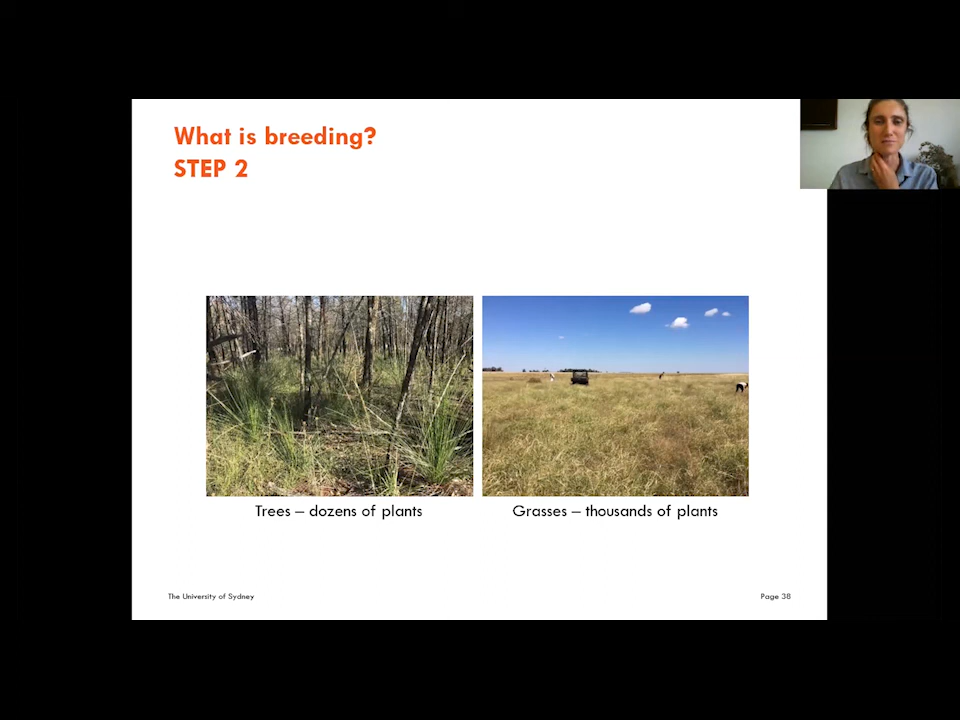 What is breeding?
STEP 2
Trees – dozens of plants
Grasses – thousands of plants
The University of Sydney
Page 38